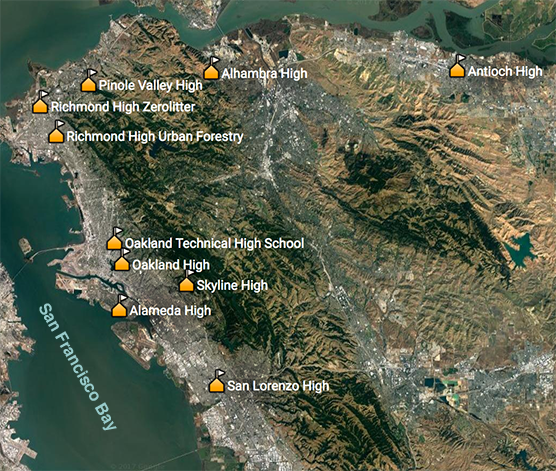 Antioch High
Alhambra High
Pinole Valley High
Richmond High Zerolitter
Richmond High Urban Forestry
Oakland Technical High School
Oakland High
Skyline High
Alameda High
San Francisco Bay
San Lorenzo High